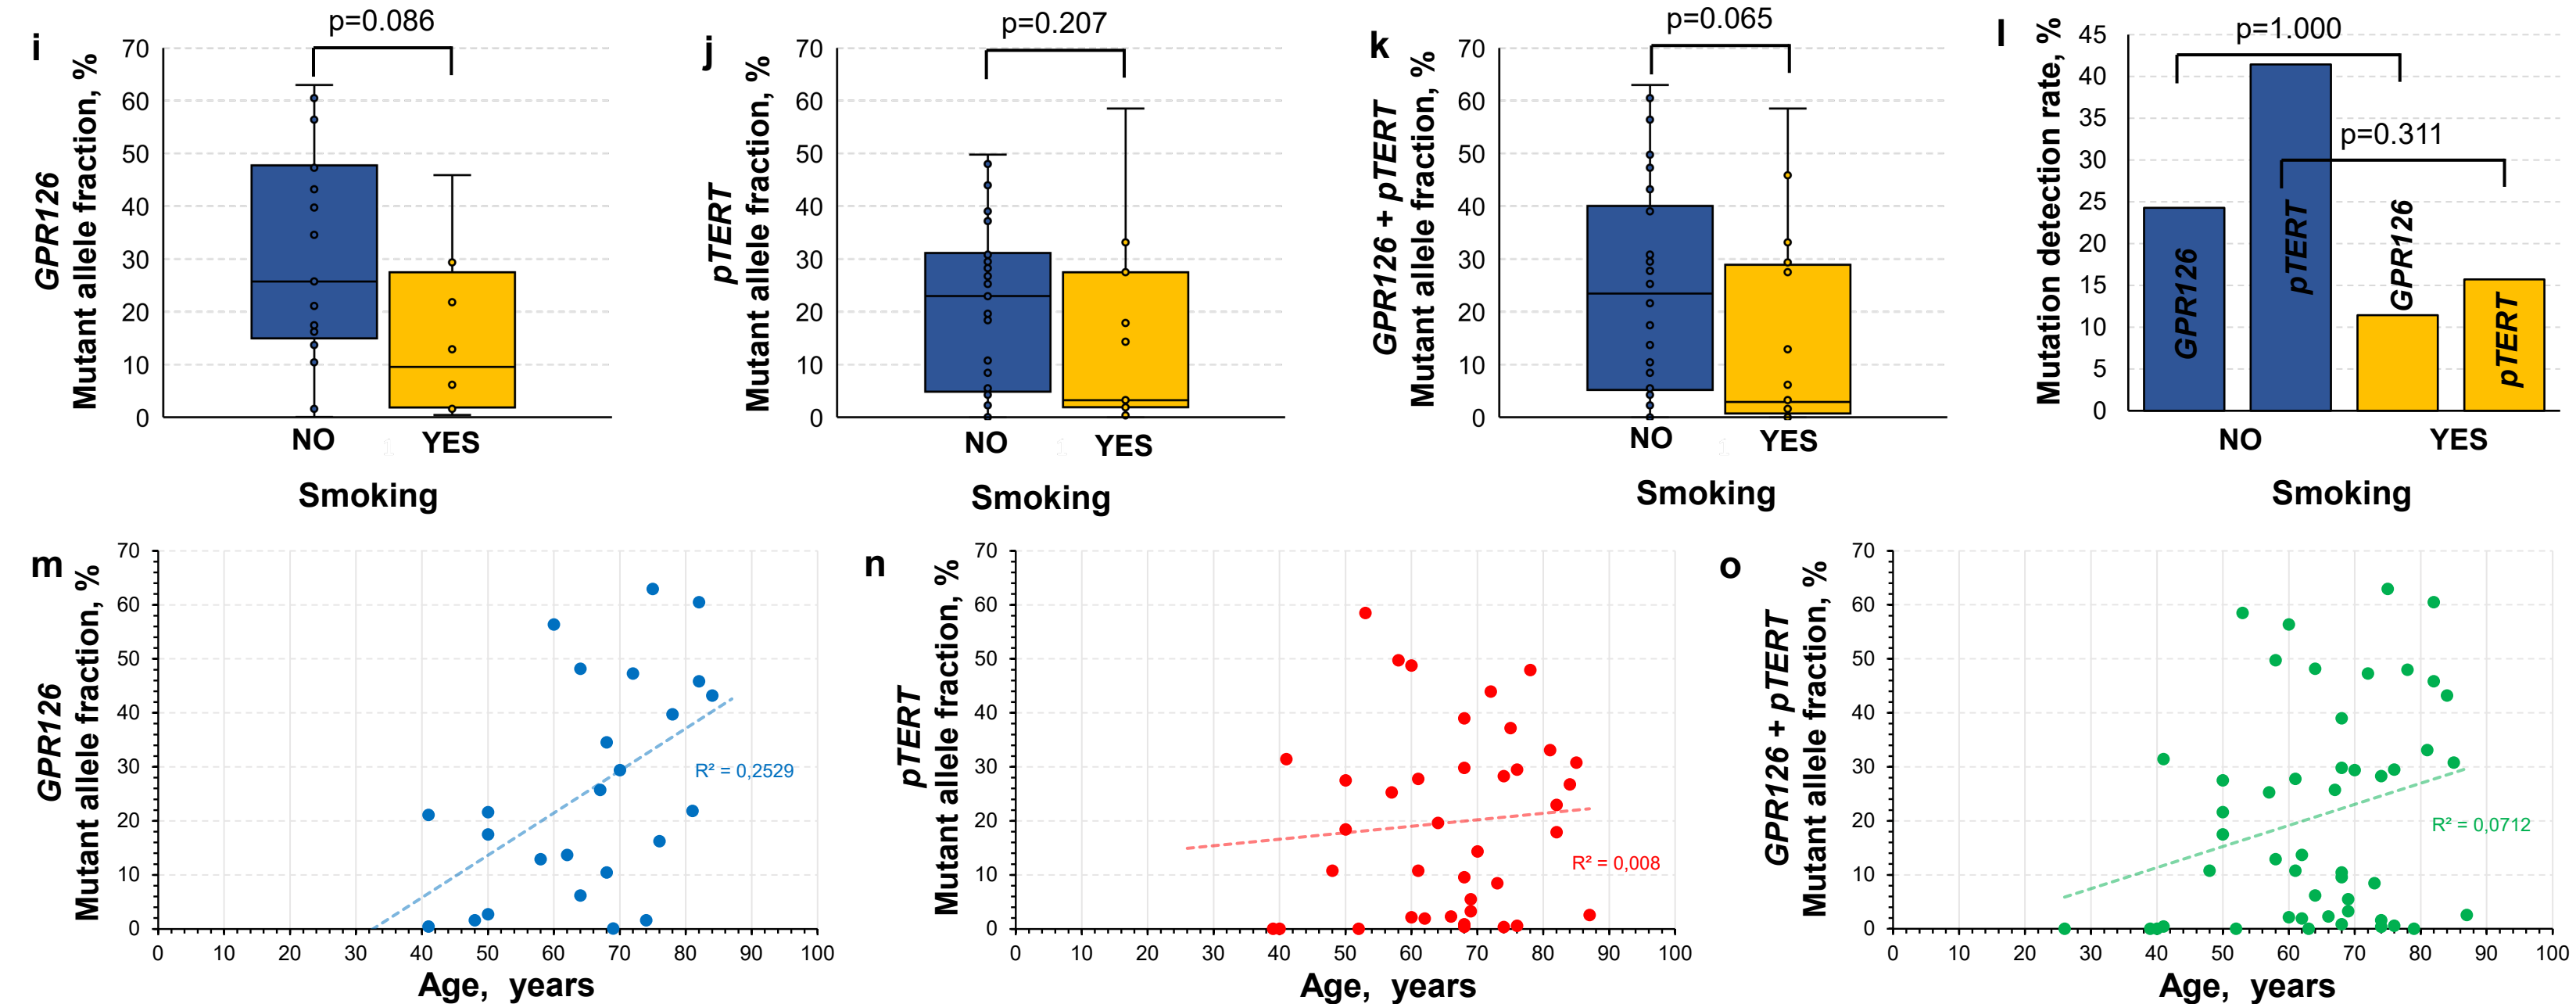 i
GPR126
Mutant allele fraction, %
p=0.086
70
60
50
40
30
20
10
0
NO
YES
Smoking
j
pTERT
Mutant allele fraction, %
p=0.207
70
60
50
40
30
20
10
0
NO
1
YES
Smoking
k
GPR126 + pTERT
Mutant allele fraction, %
p=0.065
70
60
50
40
30
20
10
0
NO
1
YES
Smoking
l
Mutation detection rate, %
p=1.000
p=0.311
45
40
35
30
25
20
15
10
5
0
GPR126
pTERT
GPR126
pTERT
NO
YES
Smoking
m
GPR126
Mutant allele fraction, %
70
60
50
40
30
20
10
0
R² = 0,2529
0 10 20 30 40 50 60 70 80 90 100
Age, years
n
pTERT
Mutant allele fraction, %
70
60
50
40
30
20
10
0
R² = 0,008
0 10 20 30 40 50 60 70 80 90 100
Age, years
o
GPR126 + pTERT
Mutant allele fraction, %
70
60
50
40
30
20
10
0
R² = 0,0712
0 10 20 30 40 50 60 70 80 90 100
Age, years